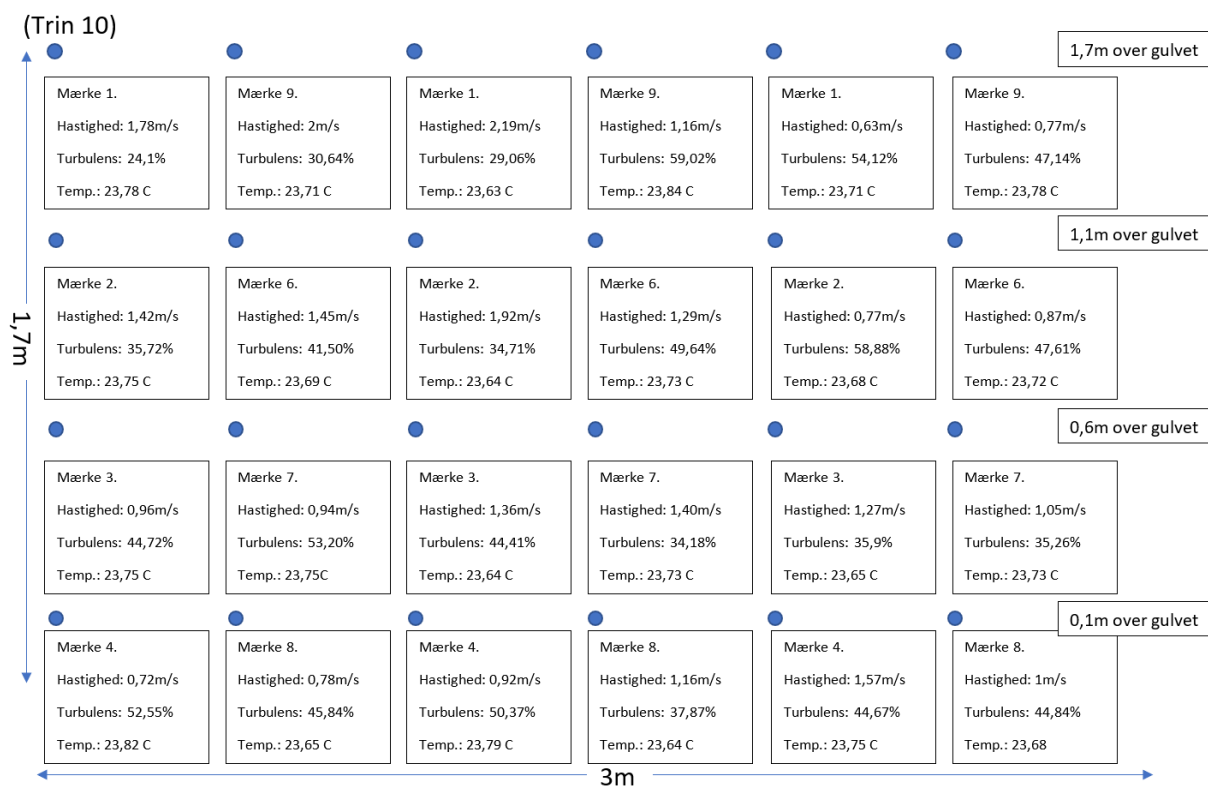 (Trin 10)
1,7m over gulvet
Mærke 1.
Hastighed: 1,78m/s
Turbulens: 24,1%
Temp.: 23,78 C
Mærke 9.
Hastighed: 2m/s
Turbulens: 30,64%
Temp.: 23,71 C
Mærke 1.
Hastighed: 2,19m/s
Turbulens: 29,06%
Temp.: 23,63 C
Mærke 9.
Hastighed: 1,16m/s
Turbulens: 59,02%
Temp.: 23,84 C
Mærke 1.
Hastighed: 0,63m/s
Turbulens: 54,12%
Temp.: 23,71 C
Mærke 9.
Hastighed: 0,77m/s
Turbulens: 47,14%
Temp.: 23,78 C
1,1m over gulvet
Mærke 2.
Hastighed: 1,42m/s
Turbulens: 35,72%
Temp.: 23,75 C
Mærke 6.
Hastighed: 1,45m/s
Turbulens: 41,50%
Temp.: 23,69 C
Mærke 2.
Hastighed: 1,92m/s
Turbulens: 34,71%
Temp.: 23,64 C
Mærke 6.
Hastighed: 1,29m/s
Turbulens: 49,64%
Temp.: 23,73 C
Mærke 2.
Hastighed: 0,77m/s
Turbulens: 58,88%
Temp.: 23,68 C
Mærke 6.
Hastighed: 0,87m/s
Turbulens: 47,61%
Temp.: 23,72 C
1,7m
0,6m over gulvet
Mærke 3.
Hastighed: 0,96m/s
Turbulens: 44,72%
Temp.: 23,75 C
Mærke 7.
Hastighed: 0,94m/s
Turbulens: 53,20%
Temp.: 23,75C
Mærke 3.
Hastighed: 1,36m/s
Turbulens: 44,41%
Temp.: 23,64 C
Mærke 7.
Hastighed: 1,40m/s
Turbulens: 34,18%
Temp.: 23,73 C
Mærke 3.
Hastighed: 1,27m/s
Turbulens: 35,9%
Temp.: 23,65 C
Mærke 7.
Hastighed: 1,05m/s
Turbulens: 35,26%
Temp.: 23,73 C
0,1m over gulvet
Mærke 4.
Hastighed: 0,72m/s
Turbulens: 52,55%
Temp.: 23,82 C
Mærke 8.
Hastighed: 0,78m/s
Turbulens: 45,84%
Temp.: 23,65 C
Mærke 4.
Hastighed: 0,92m/s
Turbulens: 50,37%
Temp.: 23,79 C
Mærke 8.
Hastighed: 1,16m/s
Turbulens: 37,87%
Temp.: 23,64 C
Mærke 4.
Hastighed: 1,57m/s
Turbulens: 44,67%
Temp.: 23,75 C
Mærke 8.
Hastighed: 1m/s
Turbulens: 44,84%
Temp.: 23,68
3m